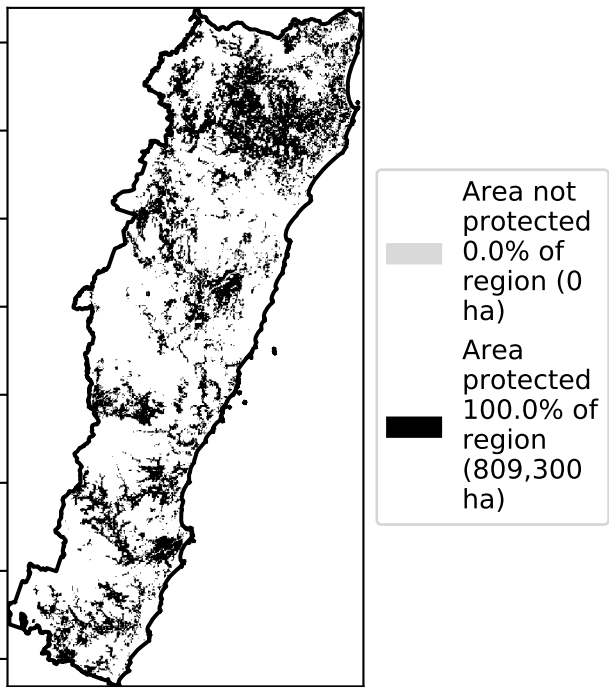 Area not
protected
0.0% of
region (0
ha)
Area
protected
100.0% of
region
(809,300
ha)